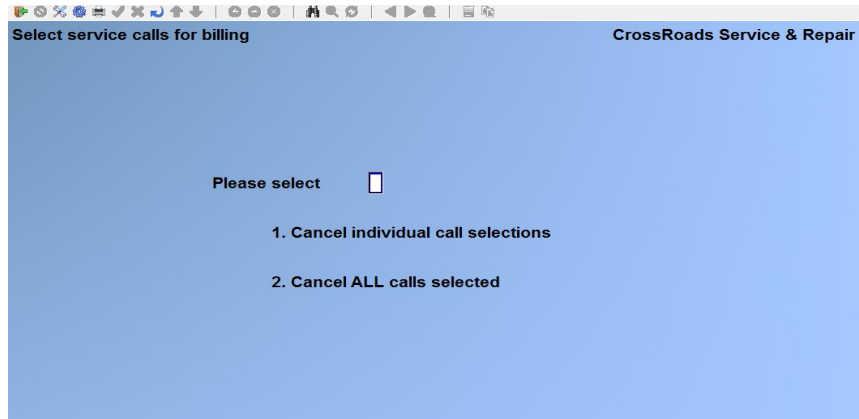 Select service calls for billing
CrossRoads Service & Repair
Please select
1. Cancel individual call selections
2. Cancel ALL calls selected